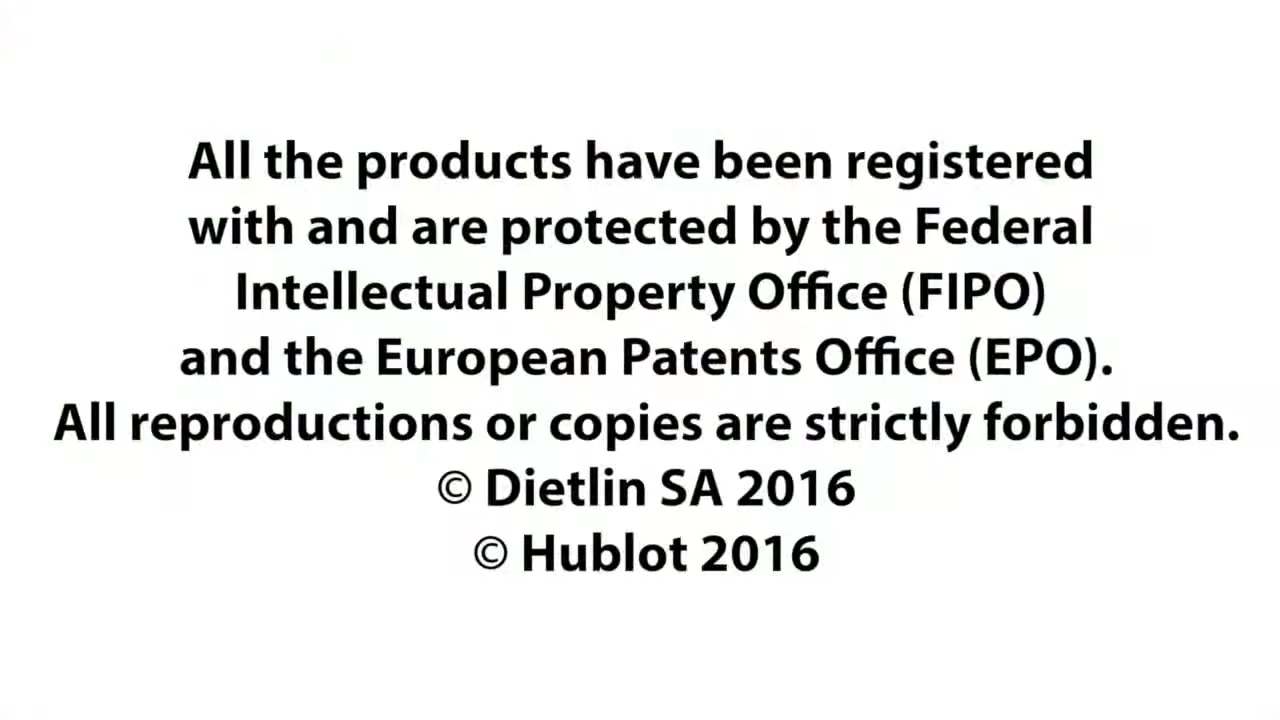 All the products have been registered
with and are protected by the Federal
Intellectual Property Office (FIPO)
and the European Patents Office (EPO).
All reproductions or copies are strictly forbidden.
© Dietlin SA 2016
© Hublot 2016